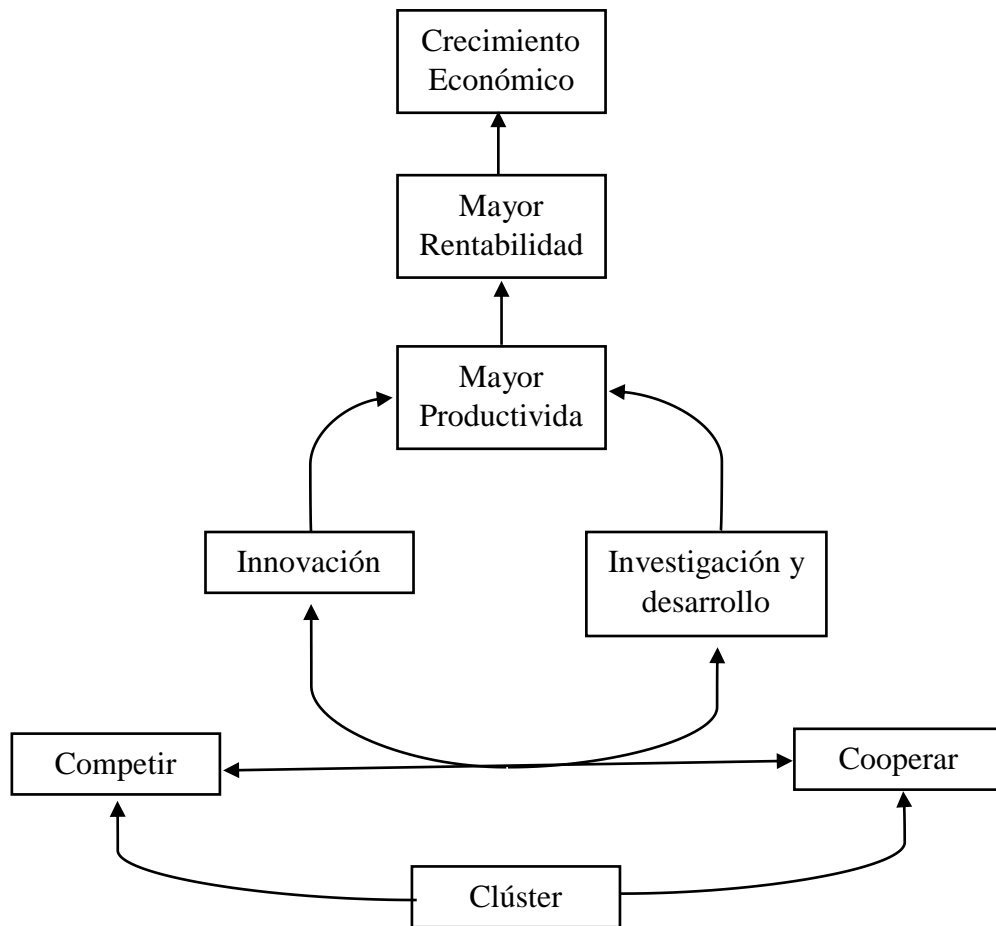 Crecimiento
Económico
Mayor
Rentabilidad
Mayor
Productivida
Innovación
Investigación y
desarrollo
Competir
Cooperar
Clúster